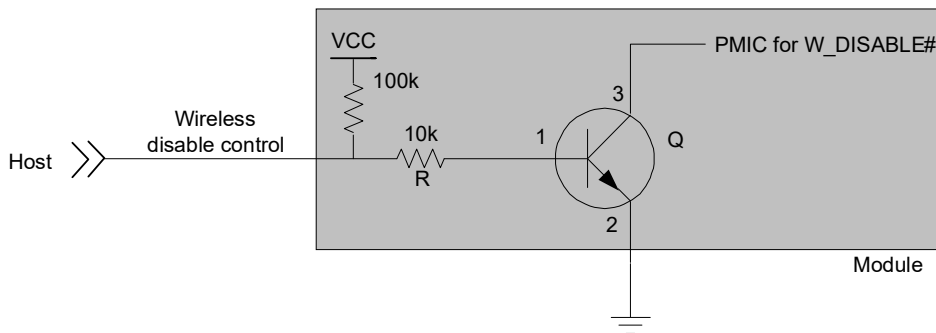 VCC
PMIC for W_DISABLE#
100k
3
Wireless
disable control
10k
1
Q
Host
R
2
Module